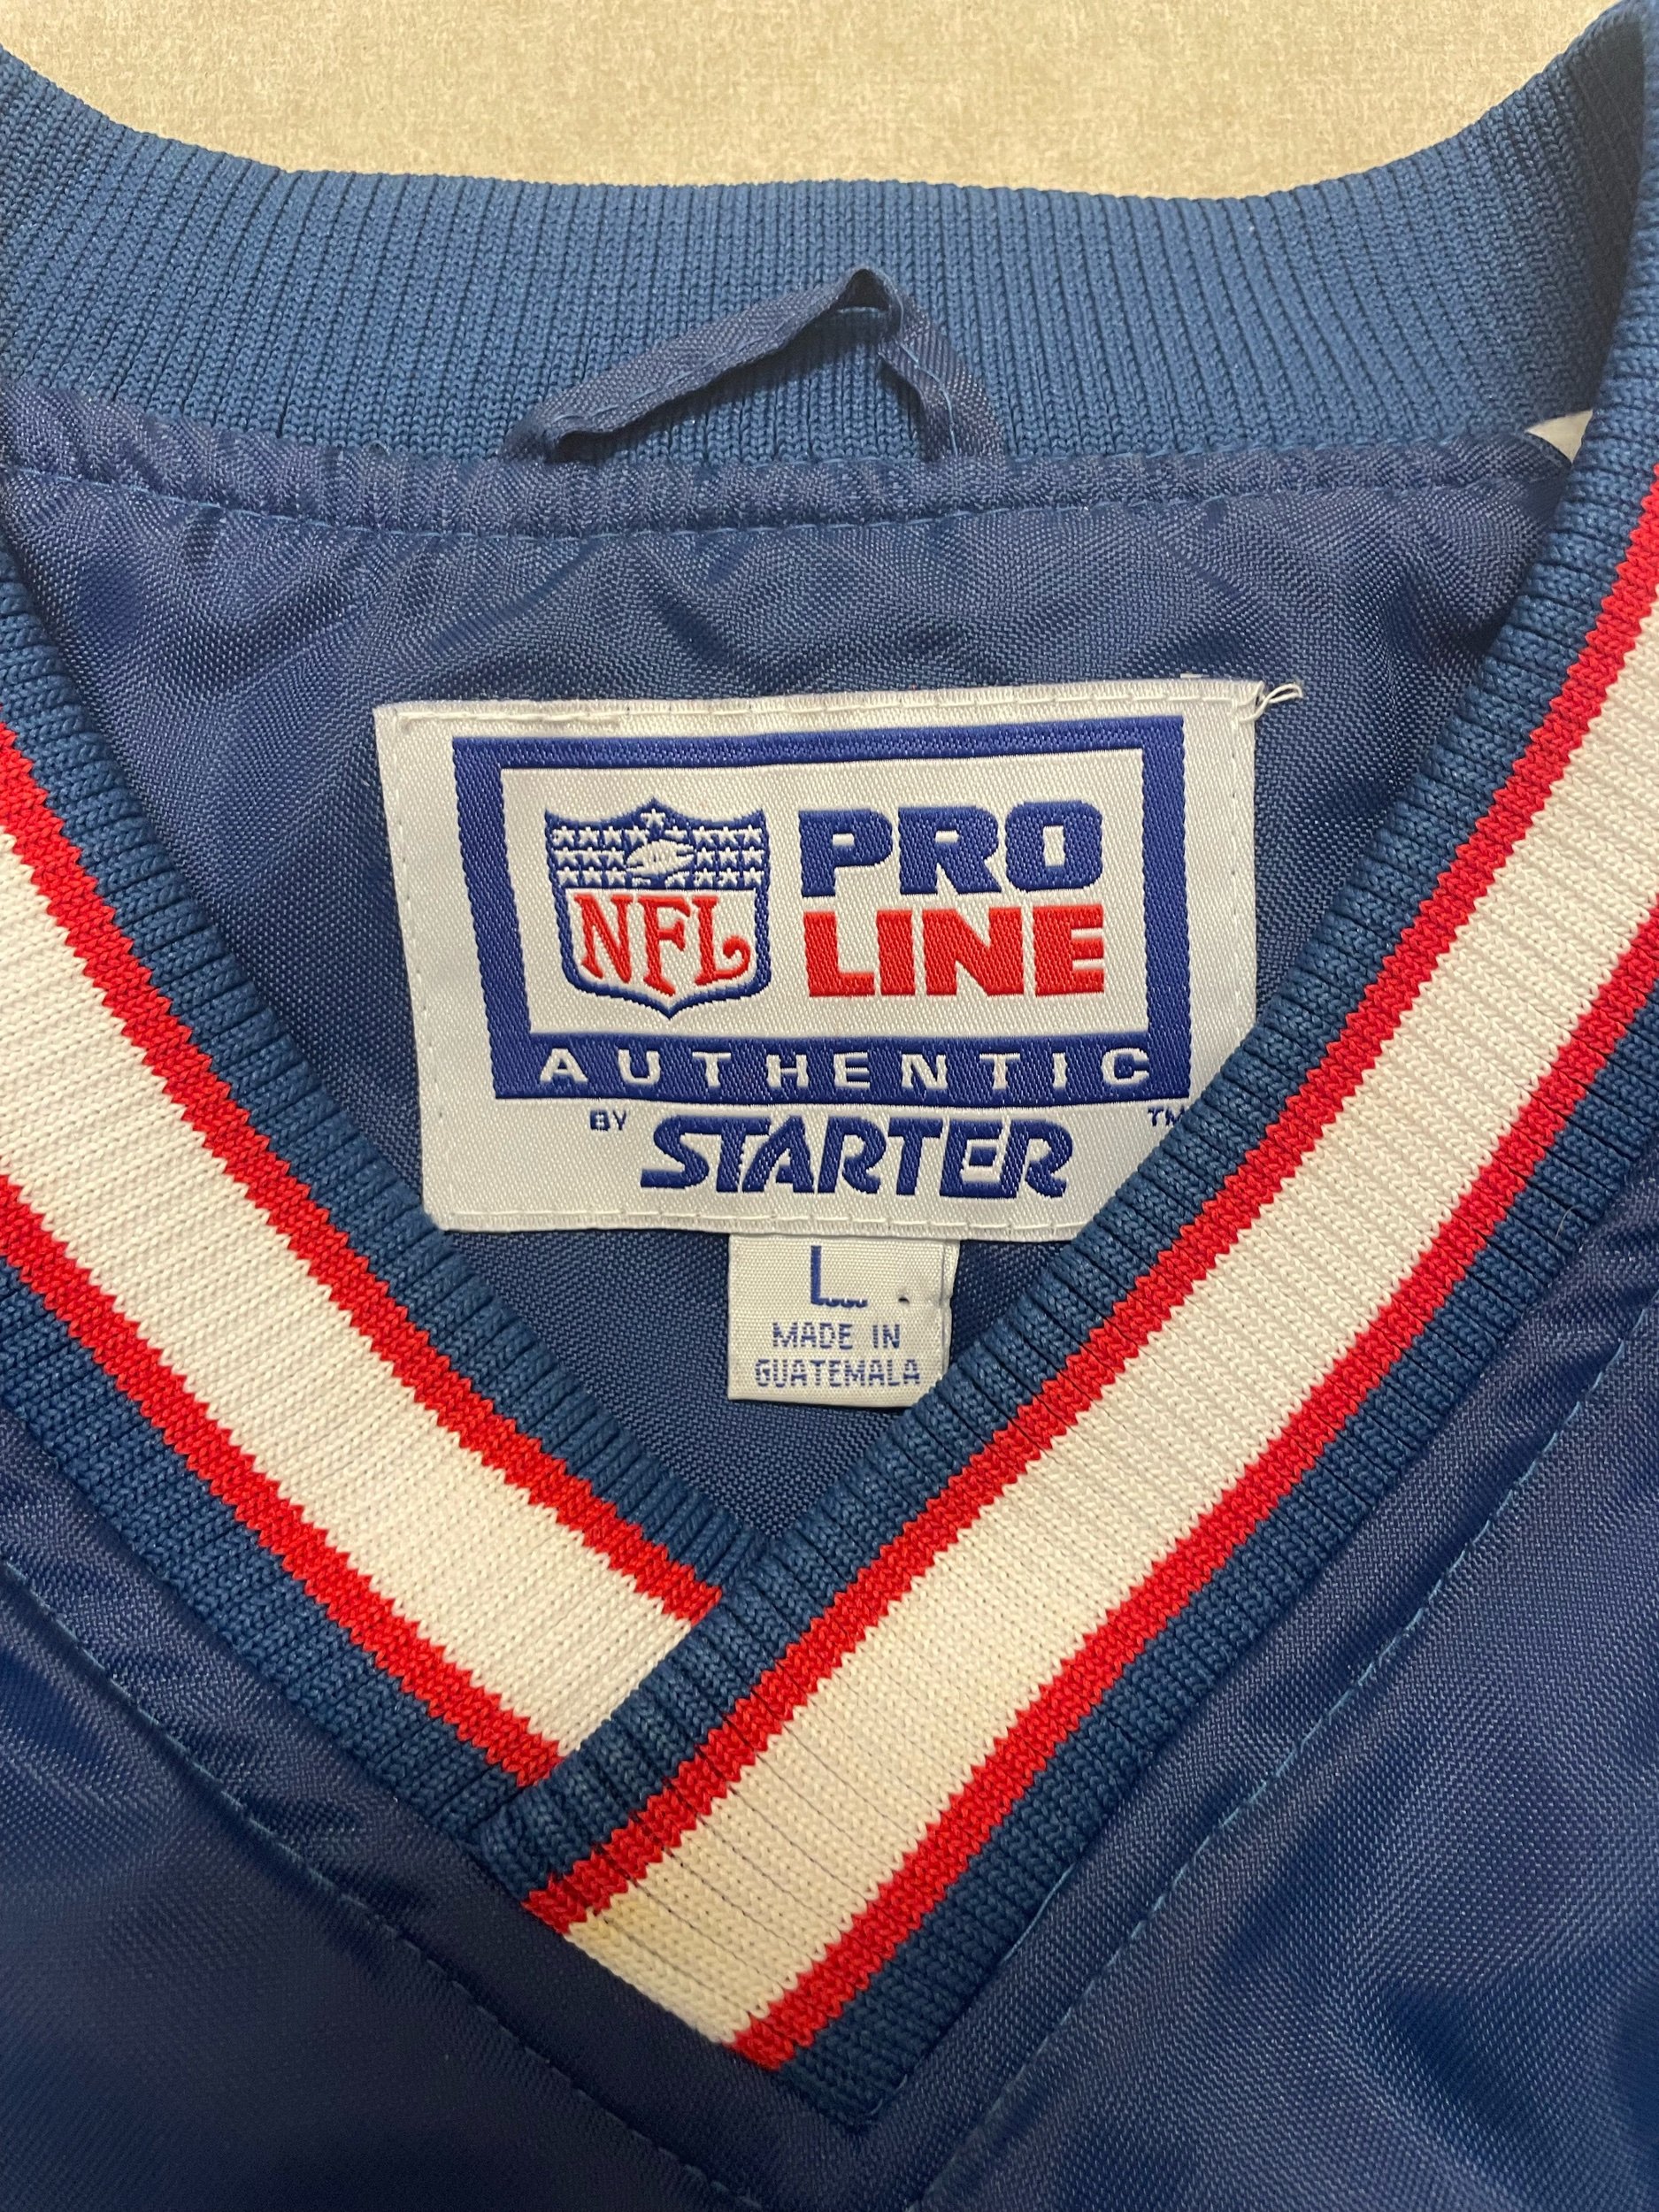 NFL
PRO
LINE
AUTHENTIC
BY STARTER TM
L
MADE IN
GUATEMALA